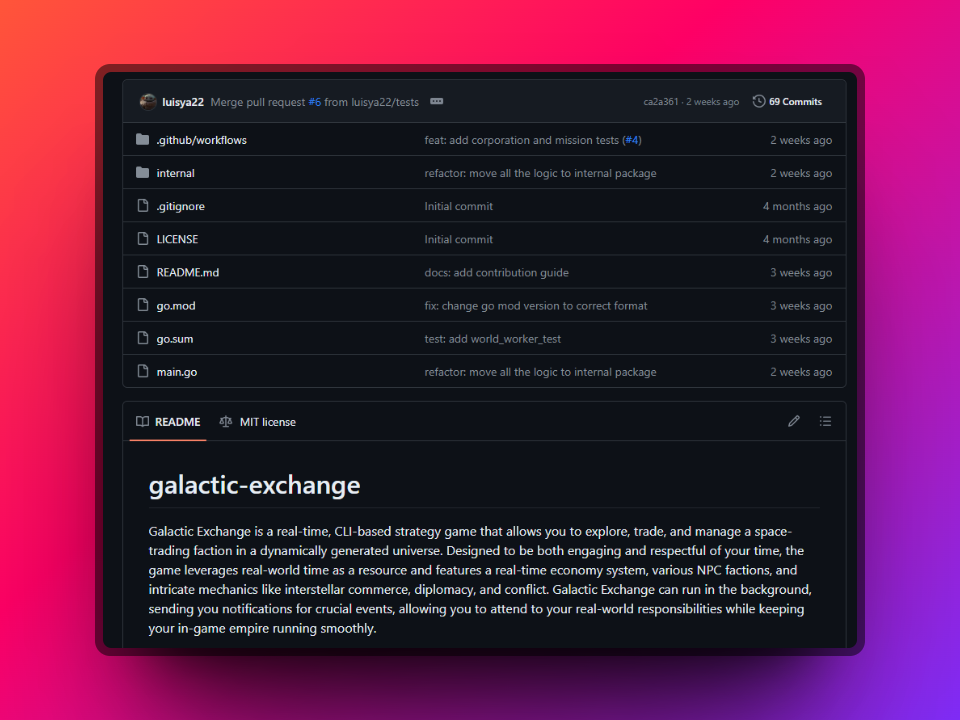 luisya22 Merge pull request #6 from luisya22/tests ca2a361 · 2 weeks ago 69 Commits
.github/workflows feat: add corporation and mission tests (#4) 2 weeks ago
internal refactor: move all the logic to internal package 2 weeks ago
.gitignore Initial commit 4 months ago
LICENSE Initial commit 4 months ago
README.md docs: add contribution guide 3 weeks ago
go.mod fix: change go mod version to correct format 3 weeks ago
go.sum test: add world_worker_test 3 weeks ago
main.go refactor: move all the logic to internal package 2 weeks ago
README MIT license
galactic-exchange
Galactic Exchange is a real-time, CLI-based strategy game that allows you to explore, trade, and manage a space-
trading faction in a dynamically generated universe. Designed to be both engaging and respectful of your time, the
game leverages real-world time as a resource and features a real-time economy system, various NPC factions, and
intricate mechanics like interstellar commerce, diplomacy, and conflict. Galactic Exchange can run in the background,
sending you notifications for crucial events, allowing you to attend to your real-world responsibilities while keeping
your in-game empire running smoothly.